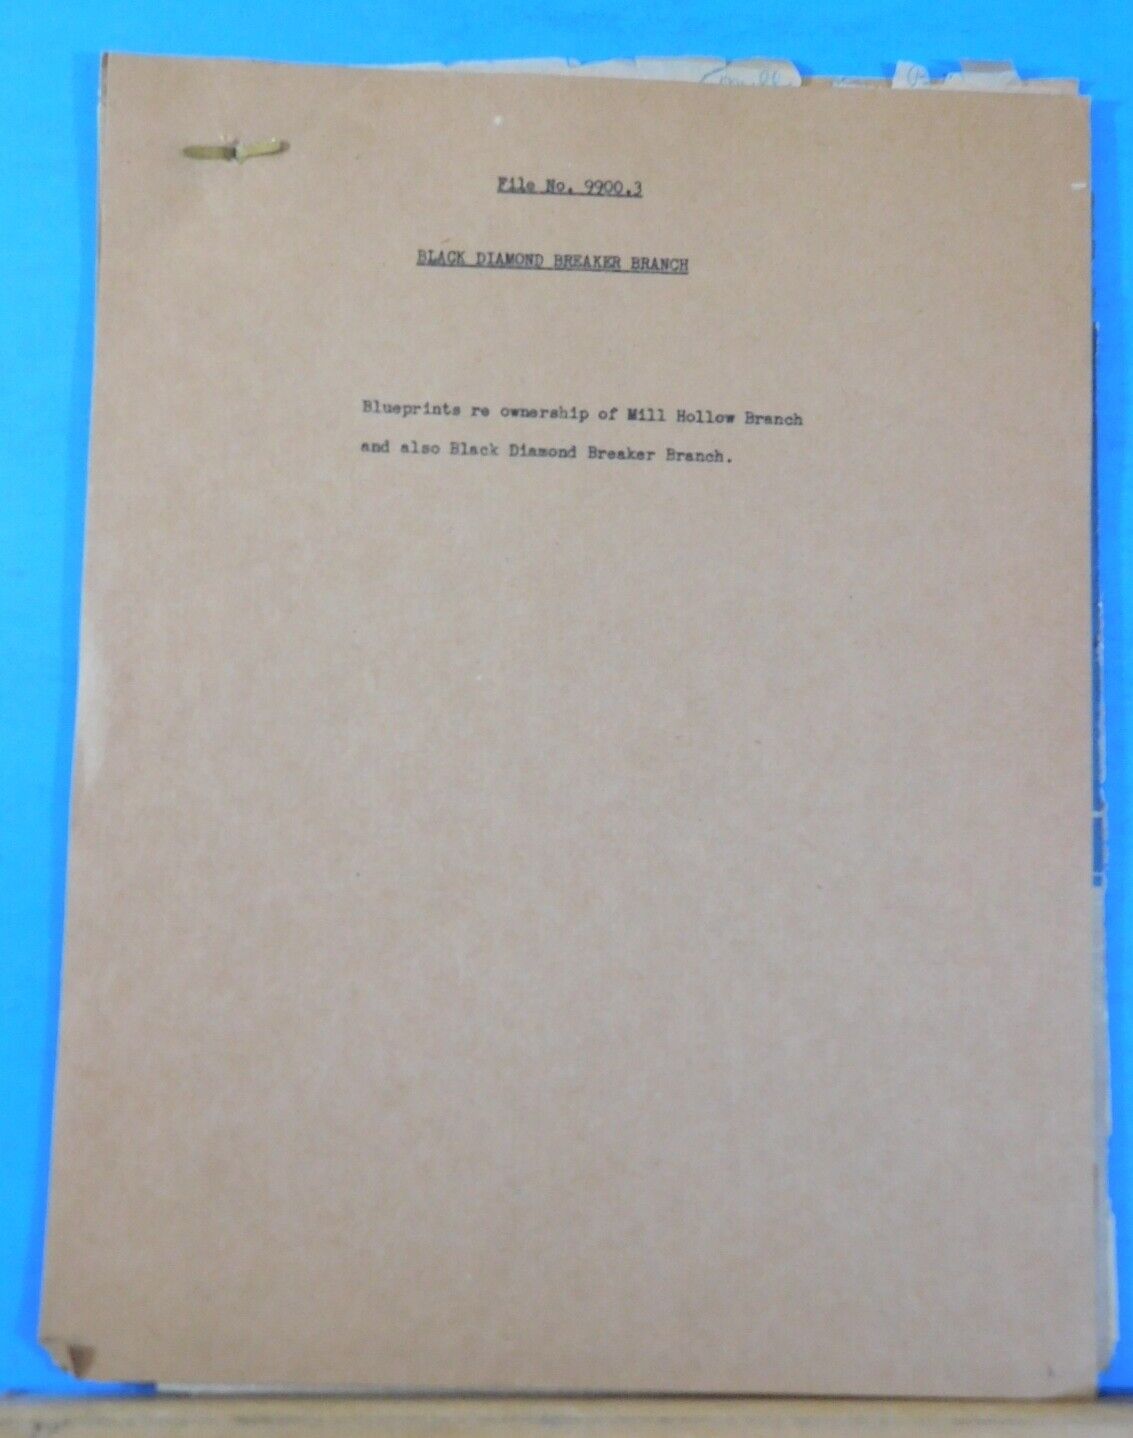 File No. 9900.3
BLACK DIAMOND BREAKER BRANCH
Blueprints re ownership of Mill Hollow Branch
and also Black Diamond Breaker Branch.